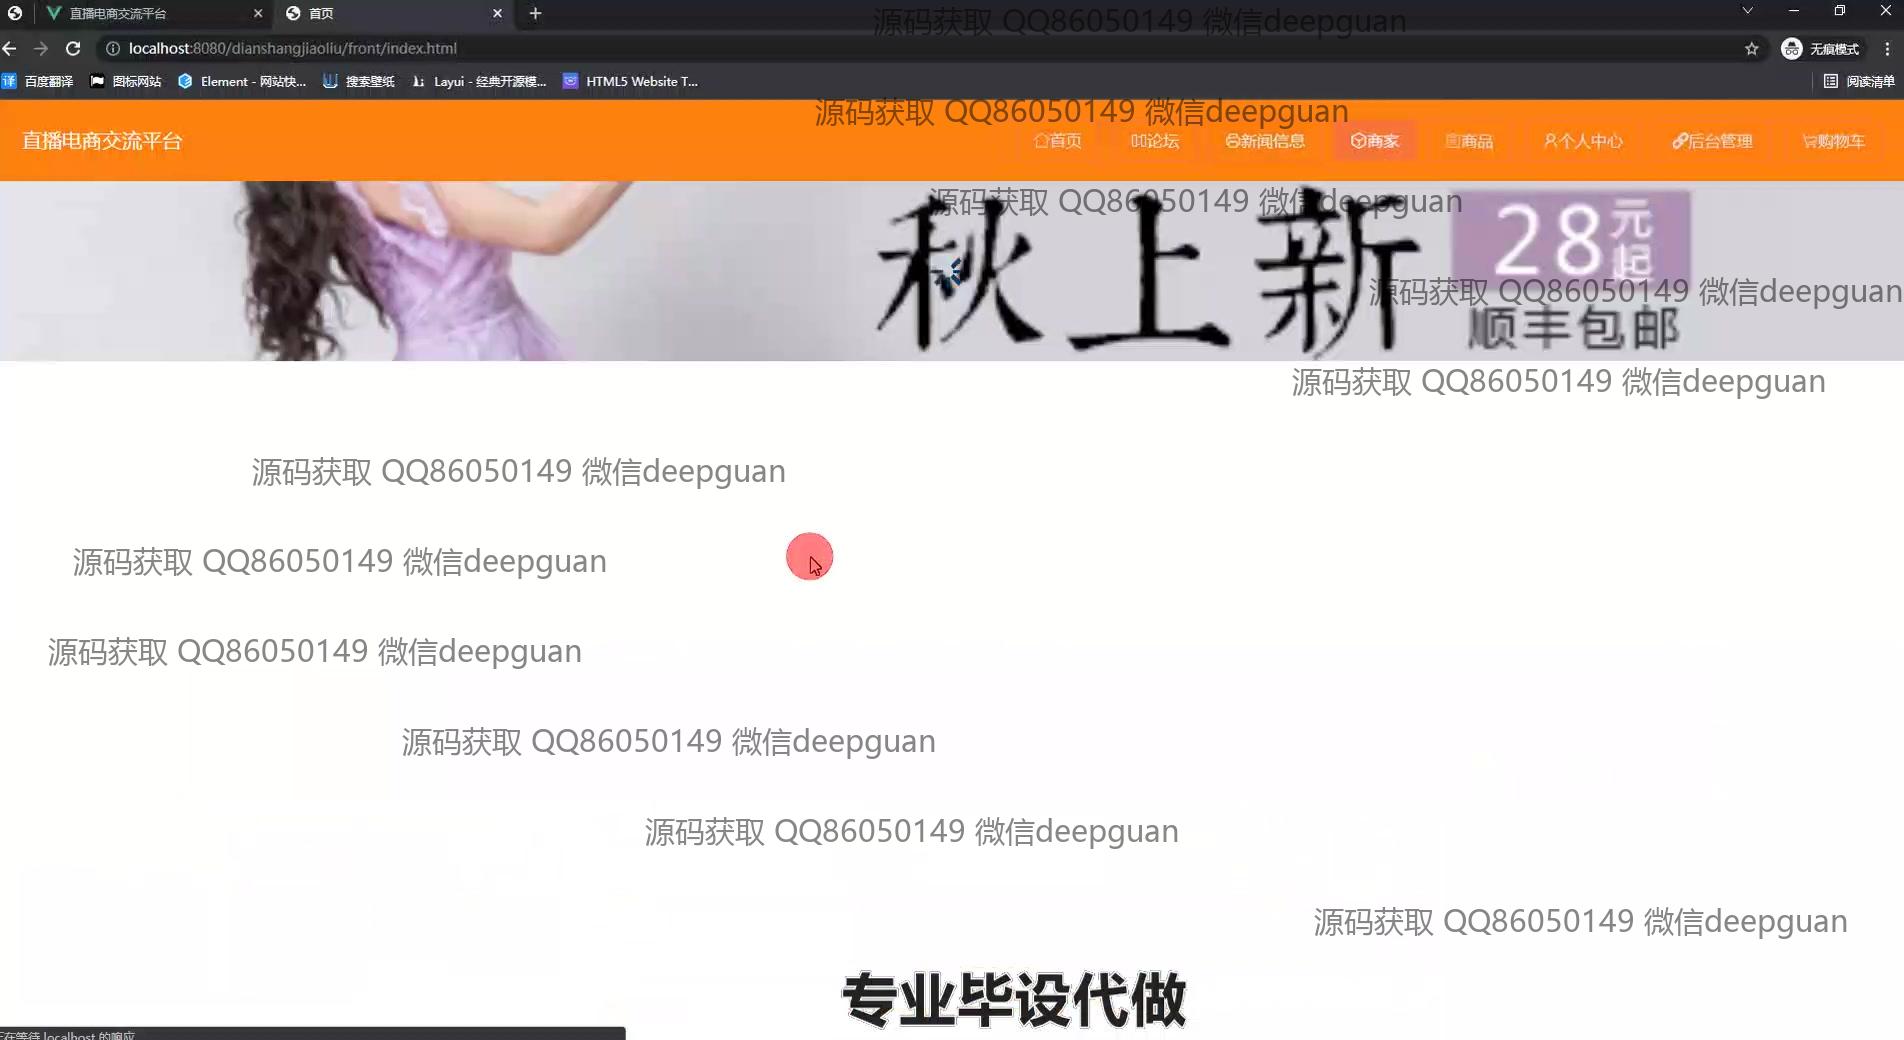 直播电商交流平台
首页
源码获取 QQ86050149 微信deepguan
localhost:8080/dianshangjiaoliu/front/index.html
无痕模式
百度翻译
图标网站
Element - 网站快...
搜索壁纸
Layui - 经典开源模...
HTML5 Website T...
阅读清单
源码获取 QQ86050149 微信deepguan
直播电商交流平台
首页
论坛
新闻信息
商家
商品
个人中心
后台管理
购物车
源码获取 QQ86050149 微信deepguan
秋上新
28元起
源码获取 QQ86050149 微信deepguan
顺丰包邮
源码获取 QQ86050149 微信deepguan
源码获取 QQ86050149 微信deepguan
源码获取 QQ86050149 微信deepguan
源码获取 QQ86050149 微信deepguan
源码获取 QQ86050149 微信deepguan
源码获取 QQ86050149 微信deepguan
源码获取 QQ86050149 微信deepguan
专业毕设代做
在等待 localhost 的响应